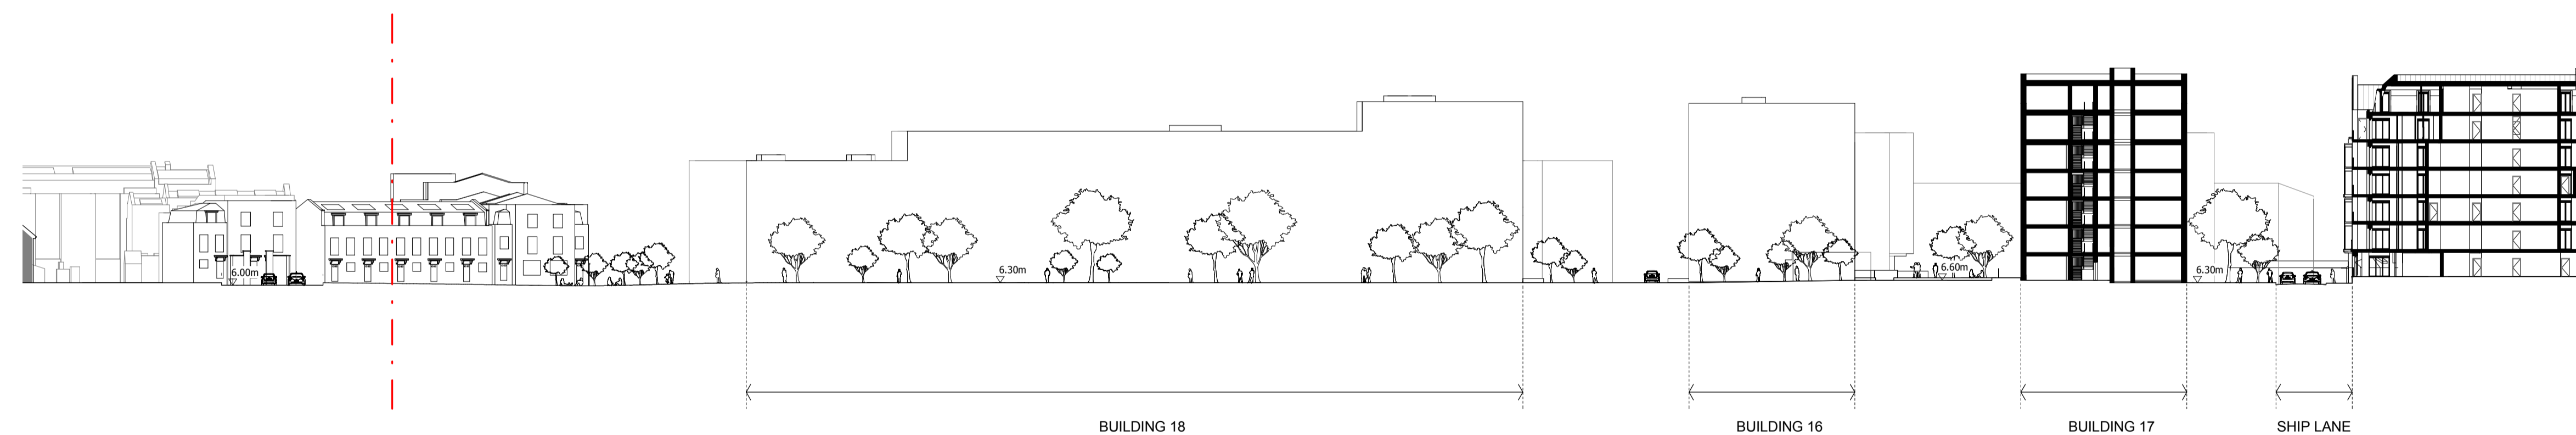 6.00m
6.30m
6.60m
6.30m
BUILDING 18
BUILDING 16
BUILDING 17
SHIP LANE